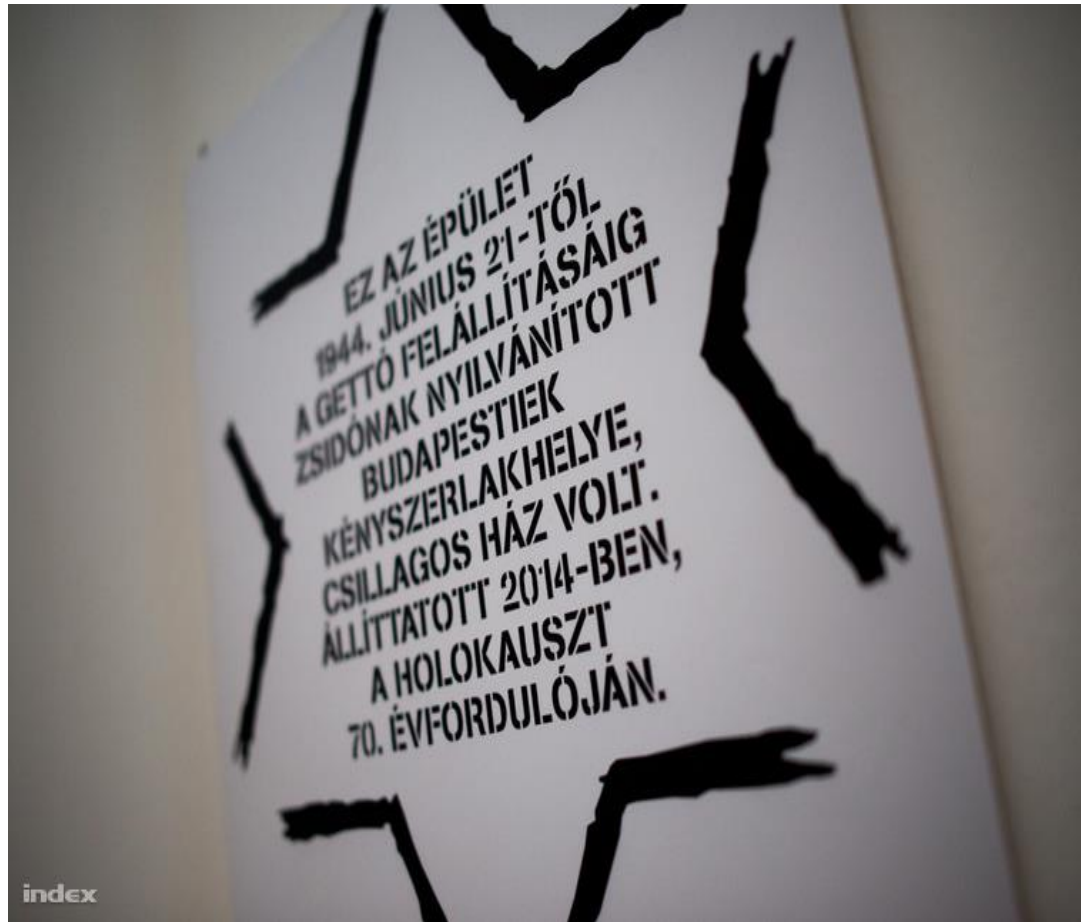 EZ AZ ÉPÜLET
1944. JÚNIUS 21-TŐL
A GETTÓ FELÁLLÍTÁSÁIG
ZSIDÓNAK NYILVÁNÍTOTT
BUDAPESTIEK
KÉNYSZERLAKHELYE,
CSILLAGOS HÁZ VOLT.
ÁLLÍTTATOTT 2014-BEN,
A HOLOKAUSZT
70. ÉVFORDULÓJÁN.
index